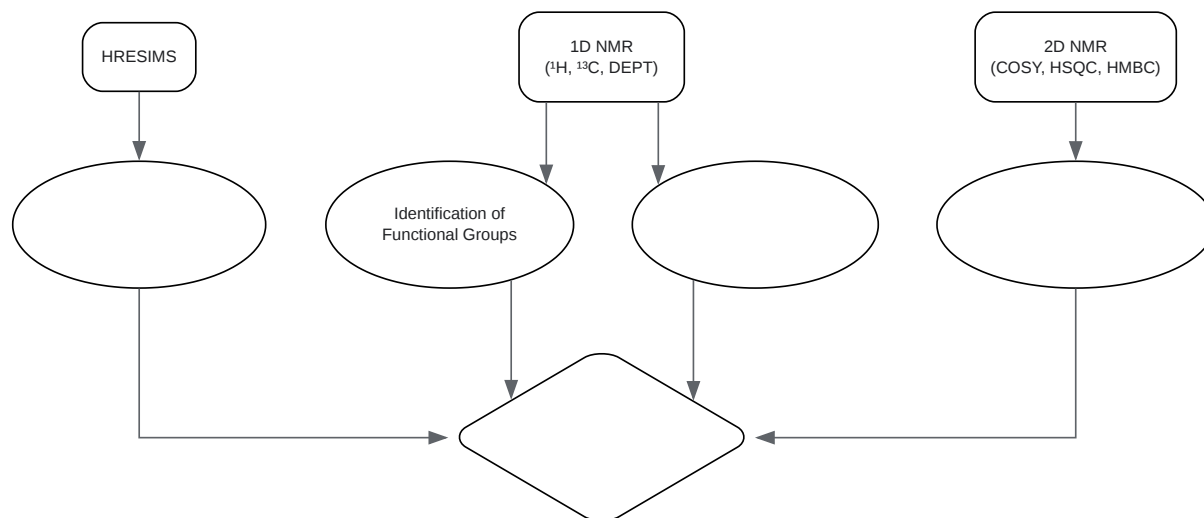 HRESIMS
1D NMR
(¹H, ¹³C, DEPT)
2D NMR
(COSY, HSQC, HMBC)
Identification of
Functional Groups